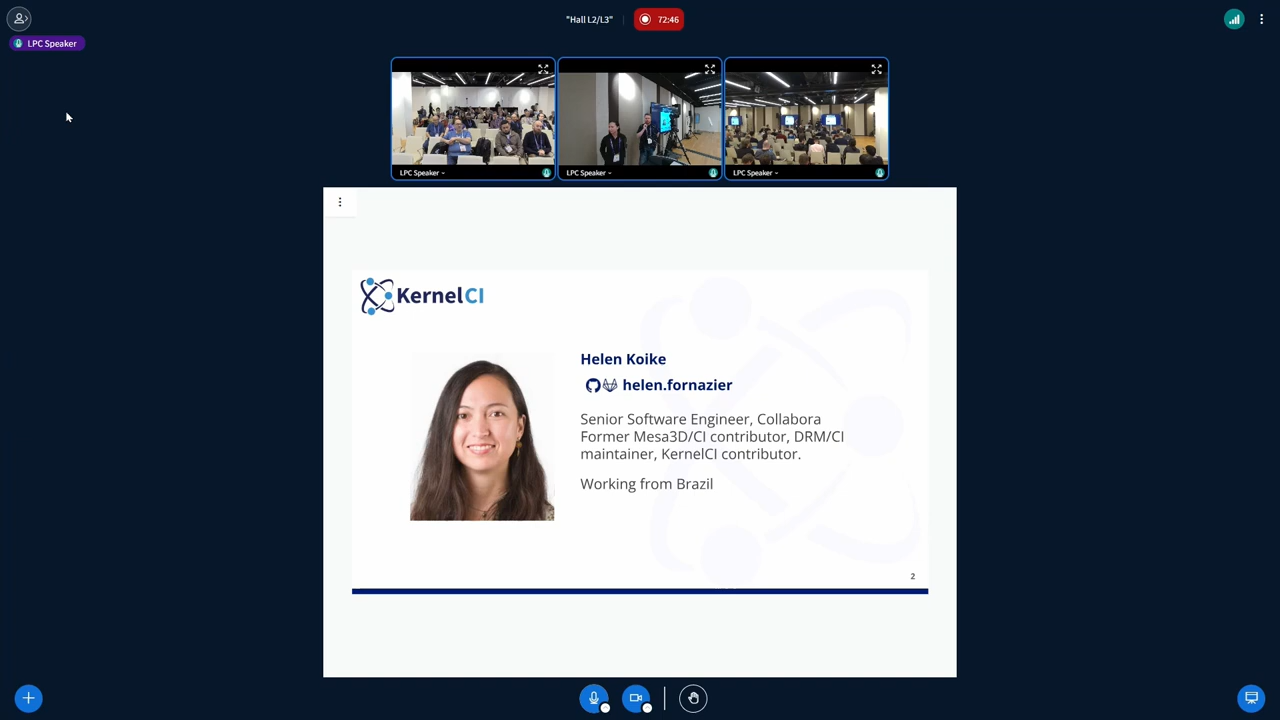 "Hall L2/L3"
72:46
LPC Speaker
LPC Speaker
LPC Speaker
LPC Speaker
KernelCI
Helen Koike
helen.fornazier
Senior Software Engineer, Collabora
Former Mesa3D/CI contributor, DRM/CI
maintainer, KernelCI contributor.
Working from Brazil
2